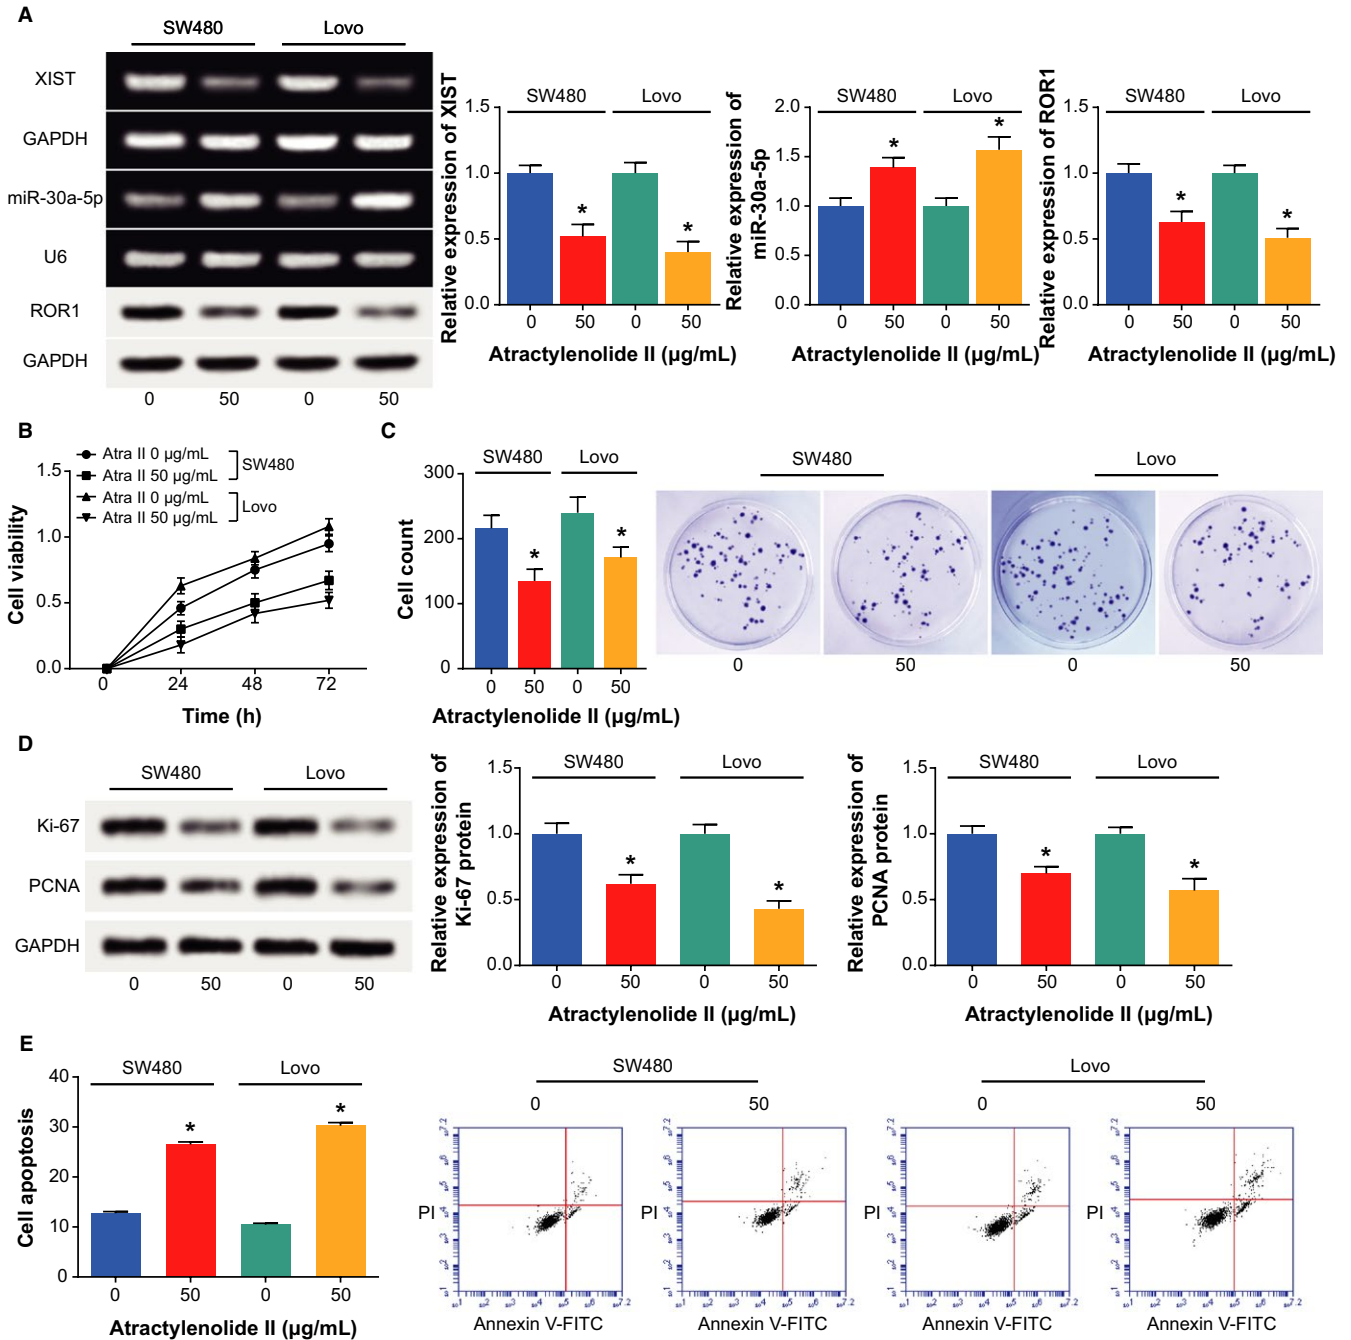 A
SW480 Lovo
XIST
GAPDH
miR-30a-5p
U6
ROR1
GAPDH
0 50 0 50
Relative expression of XIST
1.5
1.0
0.5
0.0
SW480 Lovo
* *
0 50 0 50
Atractylenolide II (µg/mL)
Relative expression of
miR-30a-5p
2.0
1.5
1.0
0.5
0.0
SW480 Lovo
* *
0 50 0 50
Atractylenolide II (µg/mL)
Relative expression of ROR1
1.5
1.0
0.5
0.0
SW480 Lovo
* *
0 50 0 50
Atractylenolide II (µg/mL)
B
Atra II 0 µg/mL
Atra II 50 µg/mL
SW480
Atra II 0 µg/mL
Atra II 50 µg/mL
Lovo
Cell viability
1.5
1.0
0.5
0.0
0 24 48 72
Time (h)
C
Cell count
300
200
100
0
SW480 Lovo
* *
0 50 0 50
Atractylenolide II (µg/mL)
SW480 Lovo
0 50 0 50
D
SW480 Lovo
Ki-67
PCNA
GAPDH
0 50 0 50
Relative expression of
Ki-67 protein
1.5
1.0
0.5
0.0
SW480 Lovo
* *
0 50 0 50
Atractylenolide II (µg/mL)
Relative expression of
PCNA protein
1.5
1.0
0.5
0.0
SW480 Lovo
* *
0 50 0 50
Atractylenolide II (µg/mL)
E
Cell apoptosis
40
30
20
10
0
SW480 Lovo
* *
0 50 0 50
Atractylenolide II (µg/mL)
SW480 Lovo
0 50 0 50
PI PI PI PI
Annexin V-FITC Annexin V-FITC Annexin V-FITC Annexin V-FITC